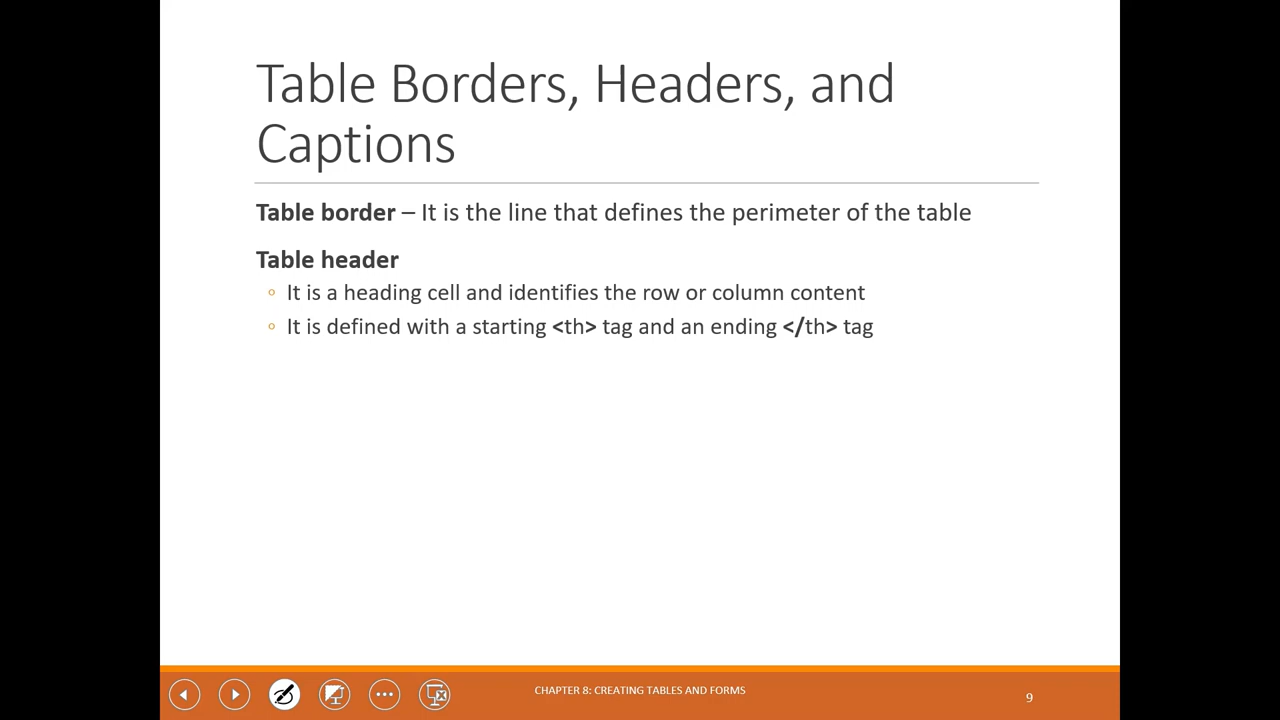 Table Borders, Headers, and
Captions
Table border – It is the line that defines the perimeter of the table
Table header
◦ It is a heading cell and identifies the row or column content
◦ It is defined with a starting <th> tag and an ending </th> tag
CHAPTER 8: CREATING TABLES AND FORMS
9